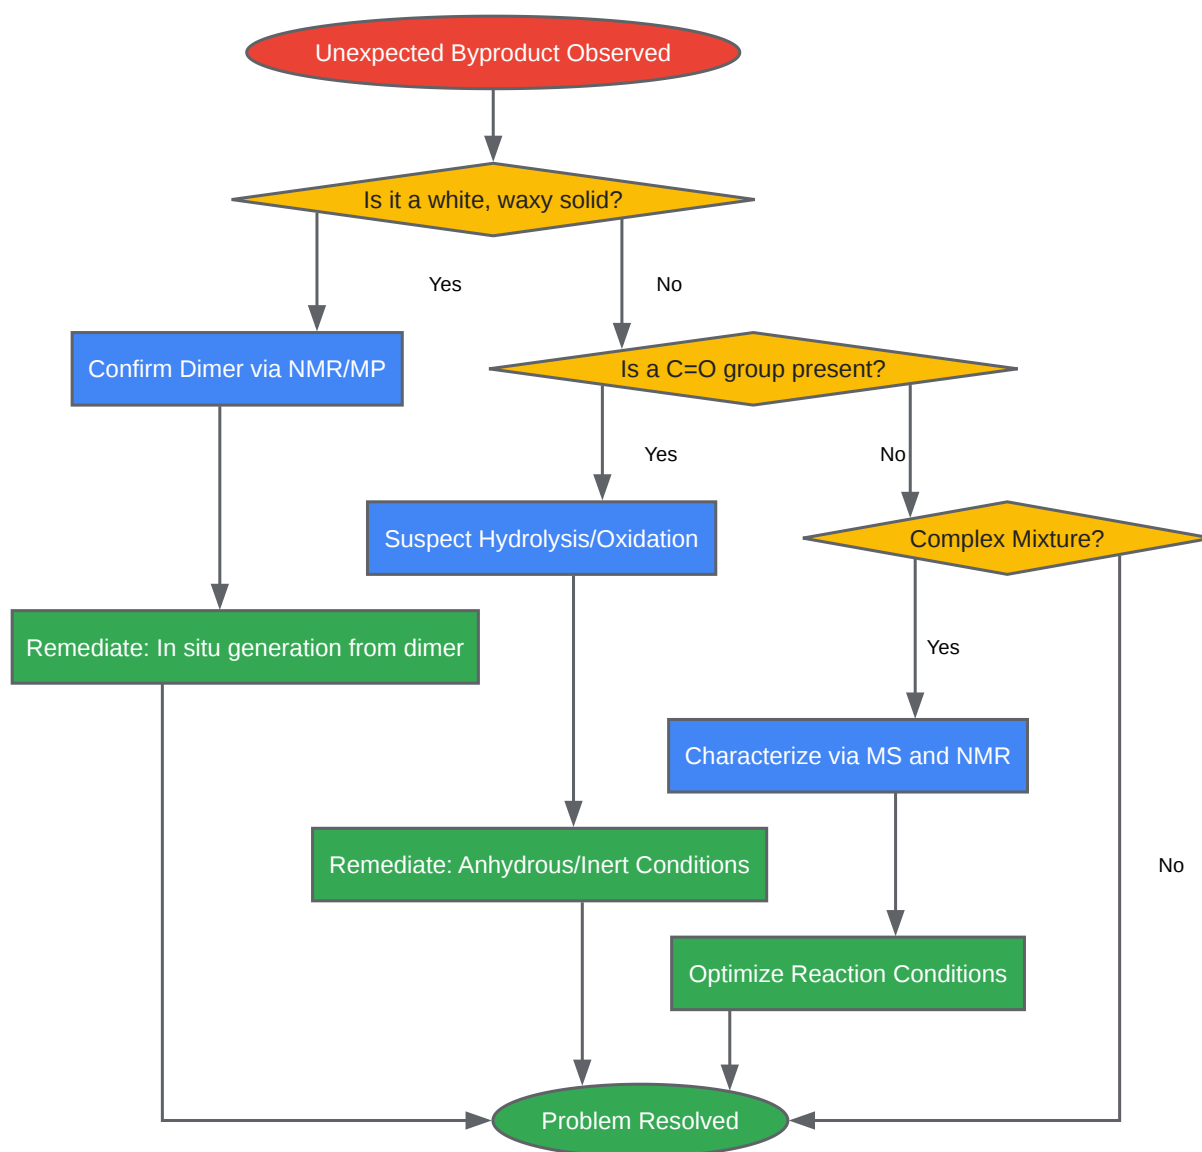 Unexpected Byproduct Observed
Is it a white, waxy solid?
Yes
No
Confirm Dimer via NMR/MP
Is a C=O group present?
Yes
No
Suspect Hydrolysis/Oxidation
Complex Mixture?
Remediate: In situ generation from dimer
Yes
Characterize via MS and NMR
Remediate: Anhydrous/Inert Conditions
No
Optimize Reaction Conditions
Problem Resolved